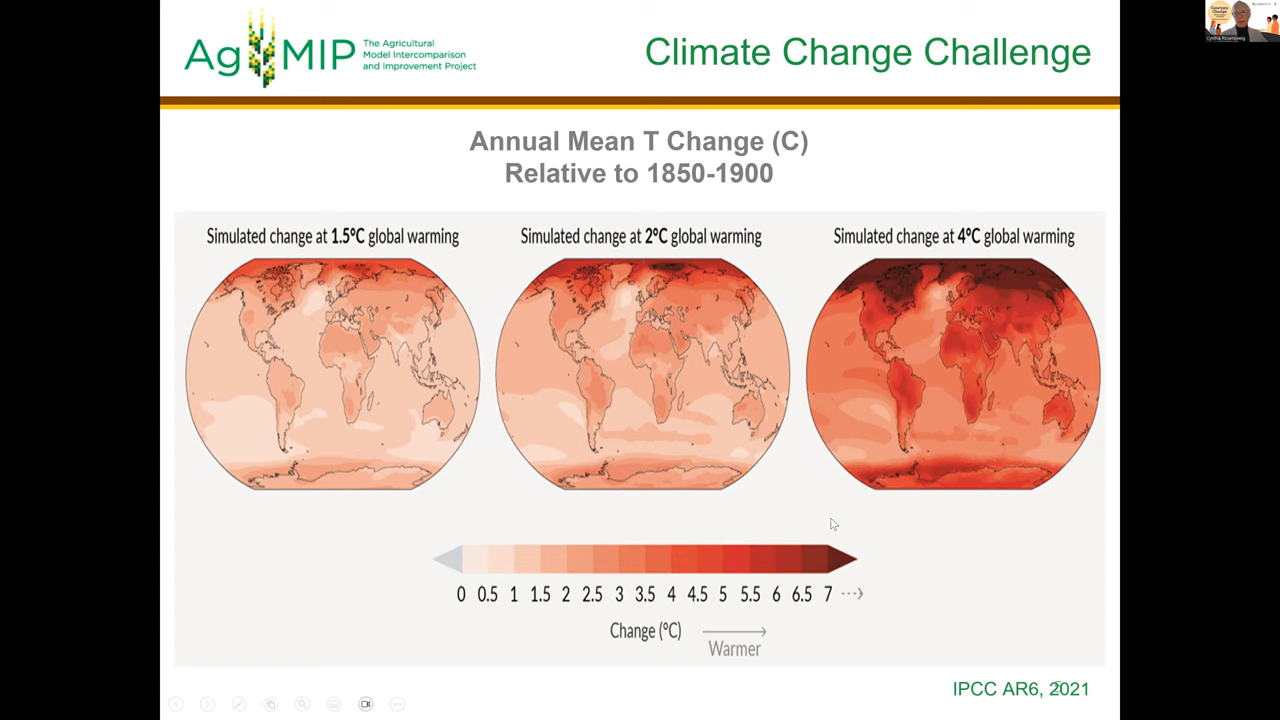 AgMIP
The Agricultural
Model Intercomparison
and Improvement Project
Climate Change Challenge
Cynthia Rosenzweig
Annual Mean T Change (C)
Relative to 1850-1900
Simulated change at 1.5°C global warming
Simulated change at 2°C global warming
Simulated change at 4°C global warming
0 0.5 1 1.5 2 2.5 3 3.5 4 4.5 5 5.5 6 6.5 7
Change (°C)
Warmer
IPCC AR6, 2021